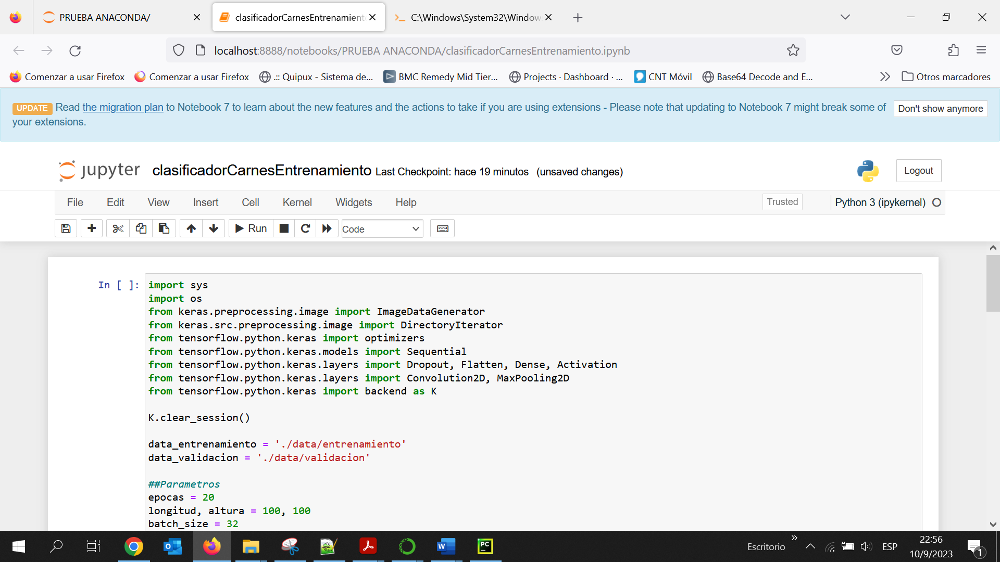 PRUEBA ANACONDA/
clasificadorCarnesEntrenamient
C:\Windows\System32\Window
localhost:8888/notebooks/PRUEBA ANACONDA/clasificadorCarnesEntrenamiento.ipynb
Comenzar a usar Firefox
Comenzar a usar Firefox
.:: Quipux - Sistema de...
BMC Remedy Mid Tier...
Projects · Dashboard · ...
CNT Móvil
Base64 Decode and E...
Otros marcadores
UPDATE Read the migration plan to Notebook 7 to learn about the new features and the actions to take if you are using extensions - Please note that updating to Notebook 7 might break some of
your extensions.
Don't show anymore
jupyter clasificadorCarnesEntrenamiento Last Checkpoint: hace 19 minutos (unsaved changes)
Logout
File Edit View Insert Cell Kernel Widgets Help
Trusted
Python 3 (ipykernel)
Run
Code
In [ ]:
import sys
import os
from keras.preprocessing.image import ImageDataGenerator
from keras.src.preprocessing.image import DirectoryIterator
from tensorflow.python.keras import optimizers
from tensorflow.python.keras.models import Sequential
from tensorflow.python.keras.layers import Dropout, Flatten, Dense, Activation
from tensorflow.python.keras.layers import Convolution2D, MaxPooling2D
from tensorflow.python.keras import backend as K
K.clear_session()
data_entrenamiento = './data/entrenamiento'
data_validacion = './data/validacion'
##Parametros
epocas = 20
longitud, altura = 100, 100
batch_size = 32
Escritorio
ESP
22:56
10/9/2023
1